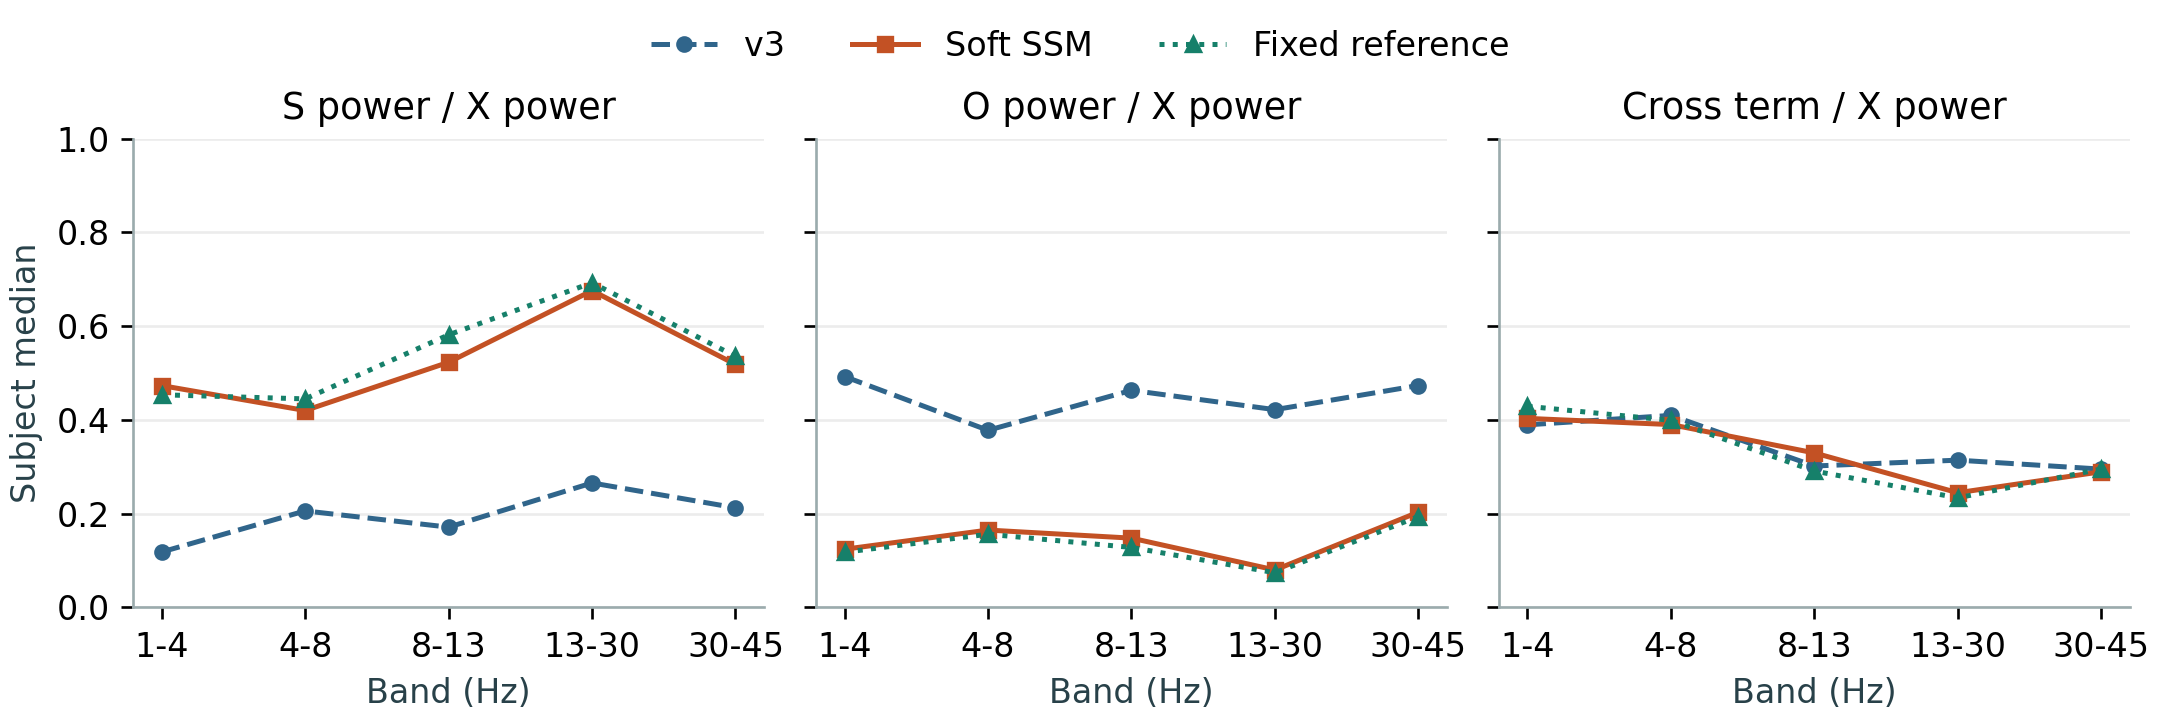 v3 Soft SSM Fixed reference
S power / X power
O power / X power
Cross term / X power
Subject median
1.0
0.8
0.6
0.4
0.2
0.0
1-4 4-8 8-13 13-30 30-45
1-4 4-8 8-13 13-30 30-45
1-4 4-8 8-13 13-30 30-45
Band (Hz)
Band (Hz)
Band (Hz)